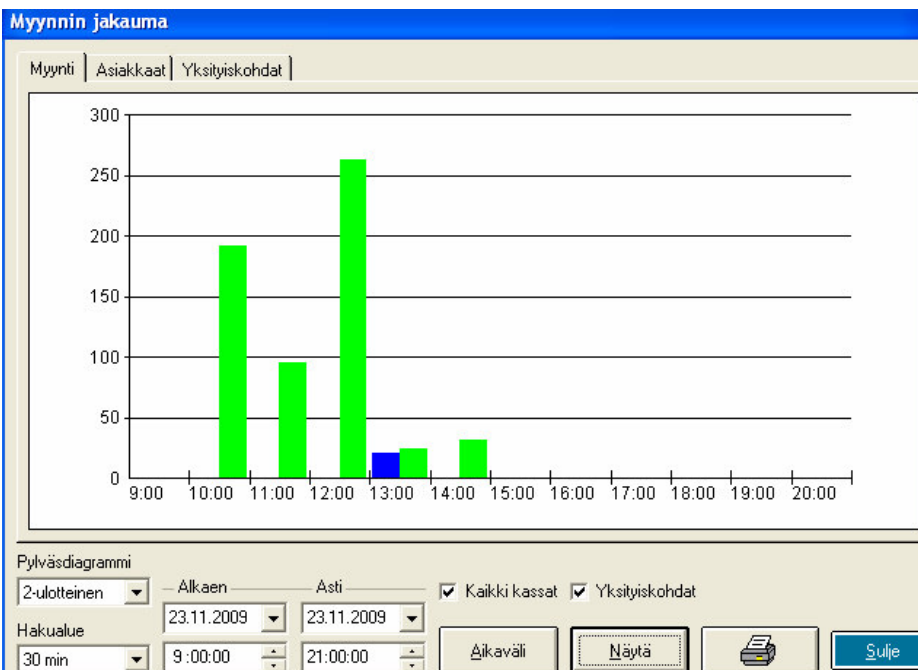 Myynnin jakauma
Myynti Asiakkaat Yksityiskohdat
300
250
200
150
100
50
0
9:00 10:00 11:00 12:00 13:00 14:00 15:00 16:00 17:00 18:00 19:00 20:00
Pylväsdiagrammi
2-ulotteinen Alkaen Asti Kaikki kassat Yksityiskohdat
23.11.2009 23.11.2009
Hakualue
30 min 9 :00:00 21:00:00 Aikaväli Näytä Sulje